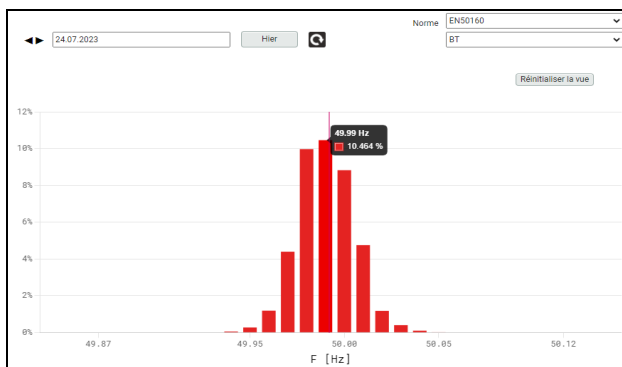 Norme EN50160
◄► 24.07.2023 Hier BT
Réinitialiser la vue
12%
49.99 Hz
10.464 %
10%
8%
6%
4%
2%
0%
49.87 49.95 50.00 50.05 50.12
F [Hz]